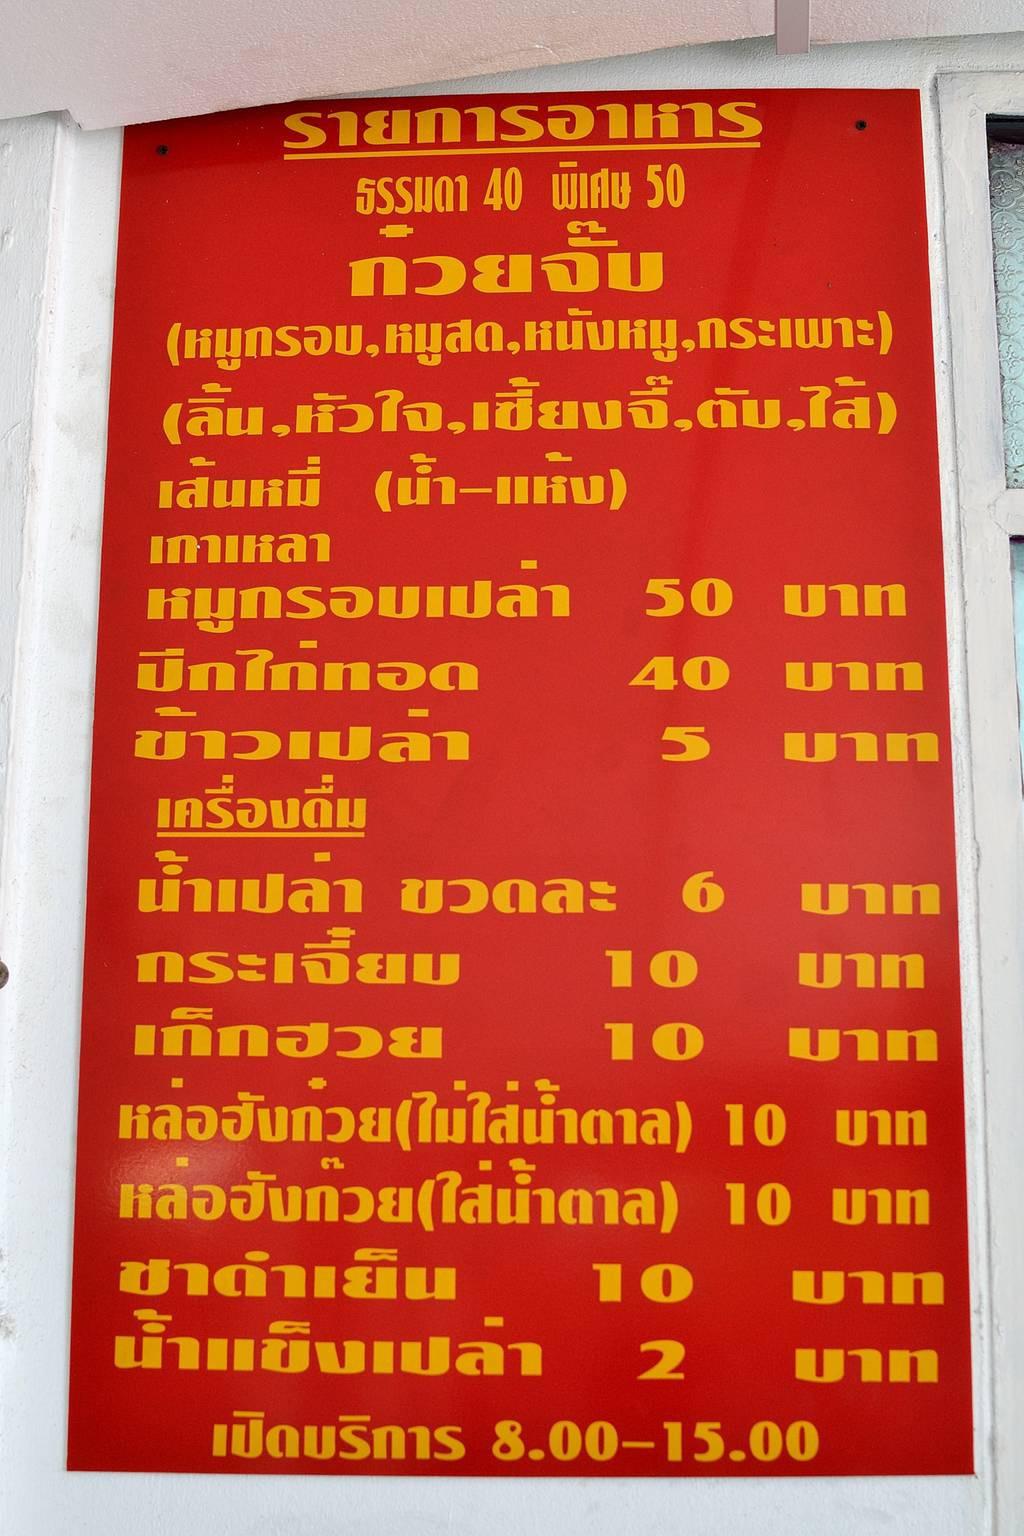 รายการอาหาร
ธรรมดา 40 พิเศษ 50
ก๋วยจั๊บ
(หมูกรอบ,หมูสด,หนังหมู,กระเพาะ)
(ลิ้น,หัวใจ,เซี้ยงจี๊,ตับ,ไส้)
เส้นหมี่ (น้ำ-แห้ง)
เกาเหลา
หมูกรอบเปล่า 50 บาท
ปีกไก่ทอด 40 บาท
ข้าวเปล่า 5 บาท
เครื่องดื่ม
น้ำเปล่า ขวดละ 6 บาท
กระเจี๋ยบ 10 บาท
เก็กฮวย 10 บาท
หล่อฮังก๋วย(ไม่ใส่น้ำตาล) 10 บาท
หล่อฮังก๊วย(ใส่น้ำตาล) 10 บาท
ชาดำเย็น 10 บาท
น้ำแข็งเปล่า 2 บาท
เปิดบริการ 8.00-15.00